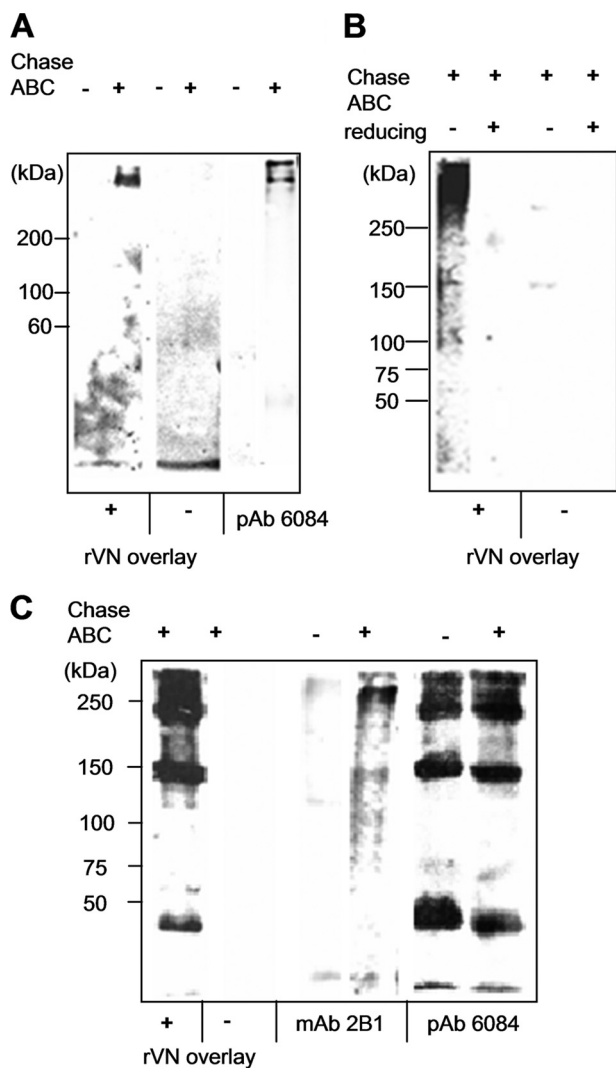 A
Chase
ABC - + - + - +
(kDa)
200
100
60
+ - pAb 6084
rVN overlay
B
Chase + + + +
ABC
reducing - + - +
(kDa)
250
150
100
75
50
+ -
rVN overlay
C
Chase
ABC + + - + - +
(kDa)
250
150
100
75
50
+ - mAb 2B1 pAb 6084
rVN overlay